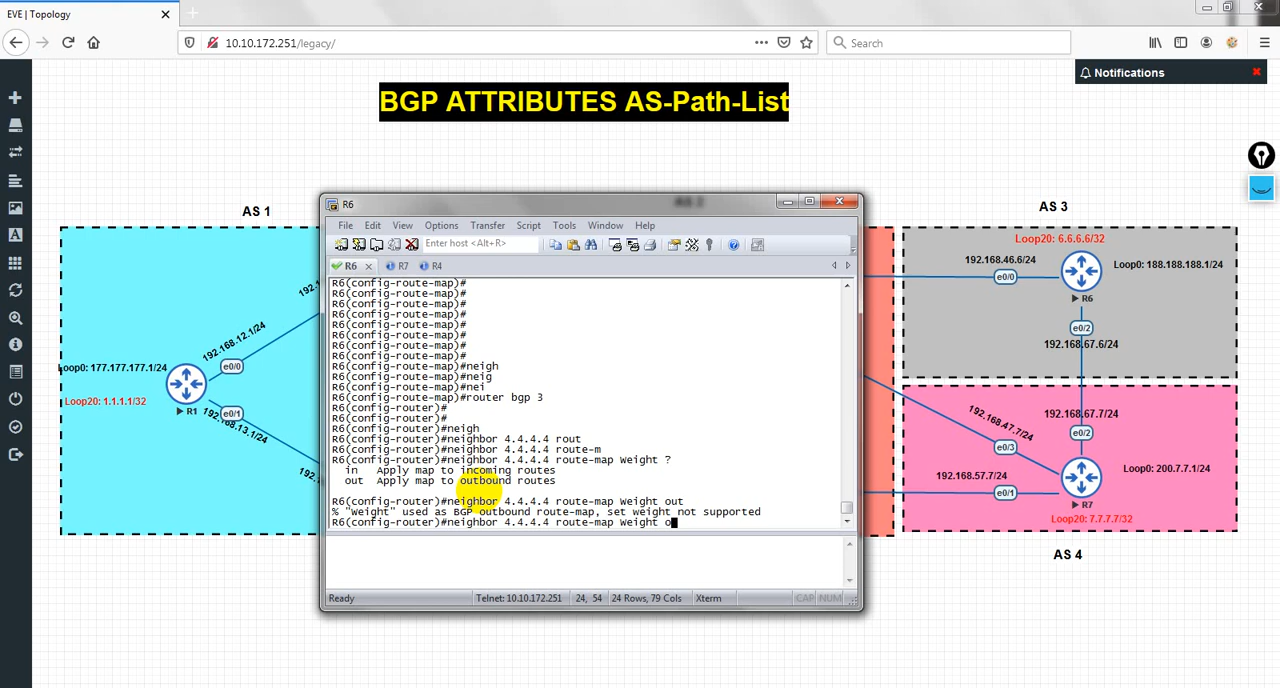 EVE | Topology
10.10.172.251/legacy/
Search
Notifications
BGP ATTRIBUTES AS-Path-List
AS 1
AS 2
AS 3
R6
File Edit View Options Transfer Script Tools Window Help
Enter host <Alt+R>
R6 R7 R4
R6(config-route-map)#
R6(config-route-map)#
R6(config-route-map)#
R6(config-route-map)#
R6(config-route-map)#
R6(config-route-map)#
R6(config-route-map)#
R6(config-route-map)#
R6(config-route-map)#neigh
R6(config-route-map)#neig
R6(config-route-map)#nei
R6(config-route-map)#router bgp 3
R6(config-router)#
R6(config-router)#
R6(config-router)#neigh
R6(config-router)#neighbor 4.4.4.4 rout
R6(config-router)#neighbor 4.4.4.4 route-m
R6(config-router)#neighbor 4.4.4.4 route-map Weight ?
in Apply map to incoming routes
out Apply map to outbound routes
R6(config-router)#neighbor 4.4.4.4 route-map Weight out
% "Weight" used as BGP outbound route-map, set weight not supported
R6(config-router)#neighbor 4.4.4.4 route-map Weight o
Ready
Telnet: 10.10.172.251
24, 54
24 Rows, 79 Cols
Xterm
CAP NUM
192.168.12.1/24
e0/0
Loop0: 177.177.177.1/24
Loop20: 1.1.1.1/32
R1
e0/1
192.168.13.1/24
192.1
192.
Loop20: 6.6.6.6/32
192.168.46.6/24
Loop0: 188.188.188.1/24
e0/0
R6
e0/2
192.168.67.6/24
192.168.67.7/24
192.168.47.7/24
e0/2
e0/3
Loop0: 200.7.7.1/24
192.168.57.7/24
e0/1
R7
Loop20: 7.7.7.7/32
AS 4